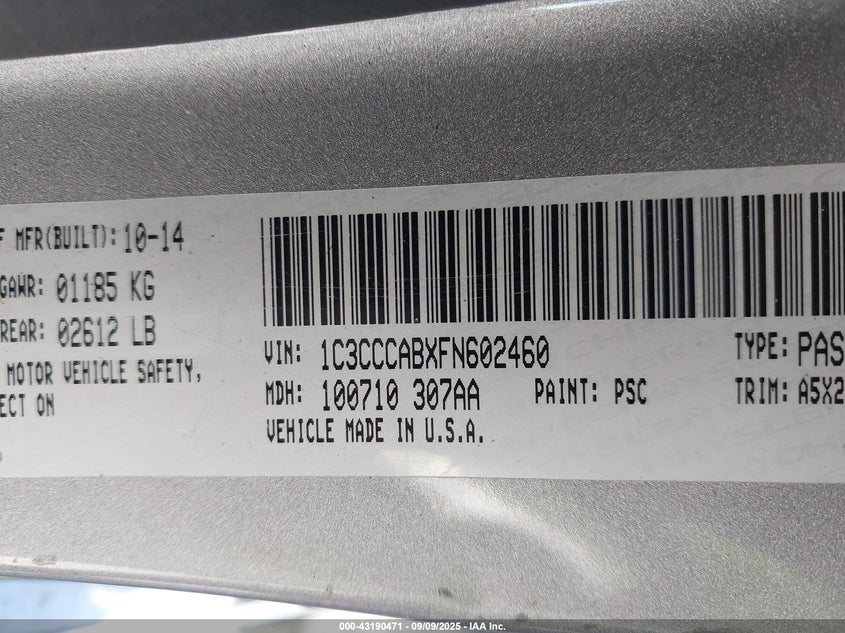 F MFR(BUILT): 10-14
GAWR: 01185 KG
REAR: 02612 LB
MOTOR VEHICLE SAFETY,
ECT ON
VIN: 1C3CCCABXFN602460
TYPE: PAS
MDH: 100710 307AA
PAINT: PSC
TRIM: A5X2
VEHICLE MADE IN U.S.A.
000-43190471 - 09/09/2025 - IAA Inc.